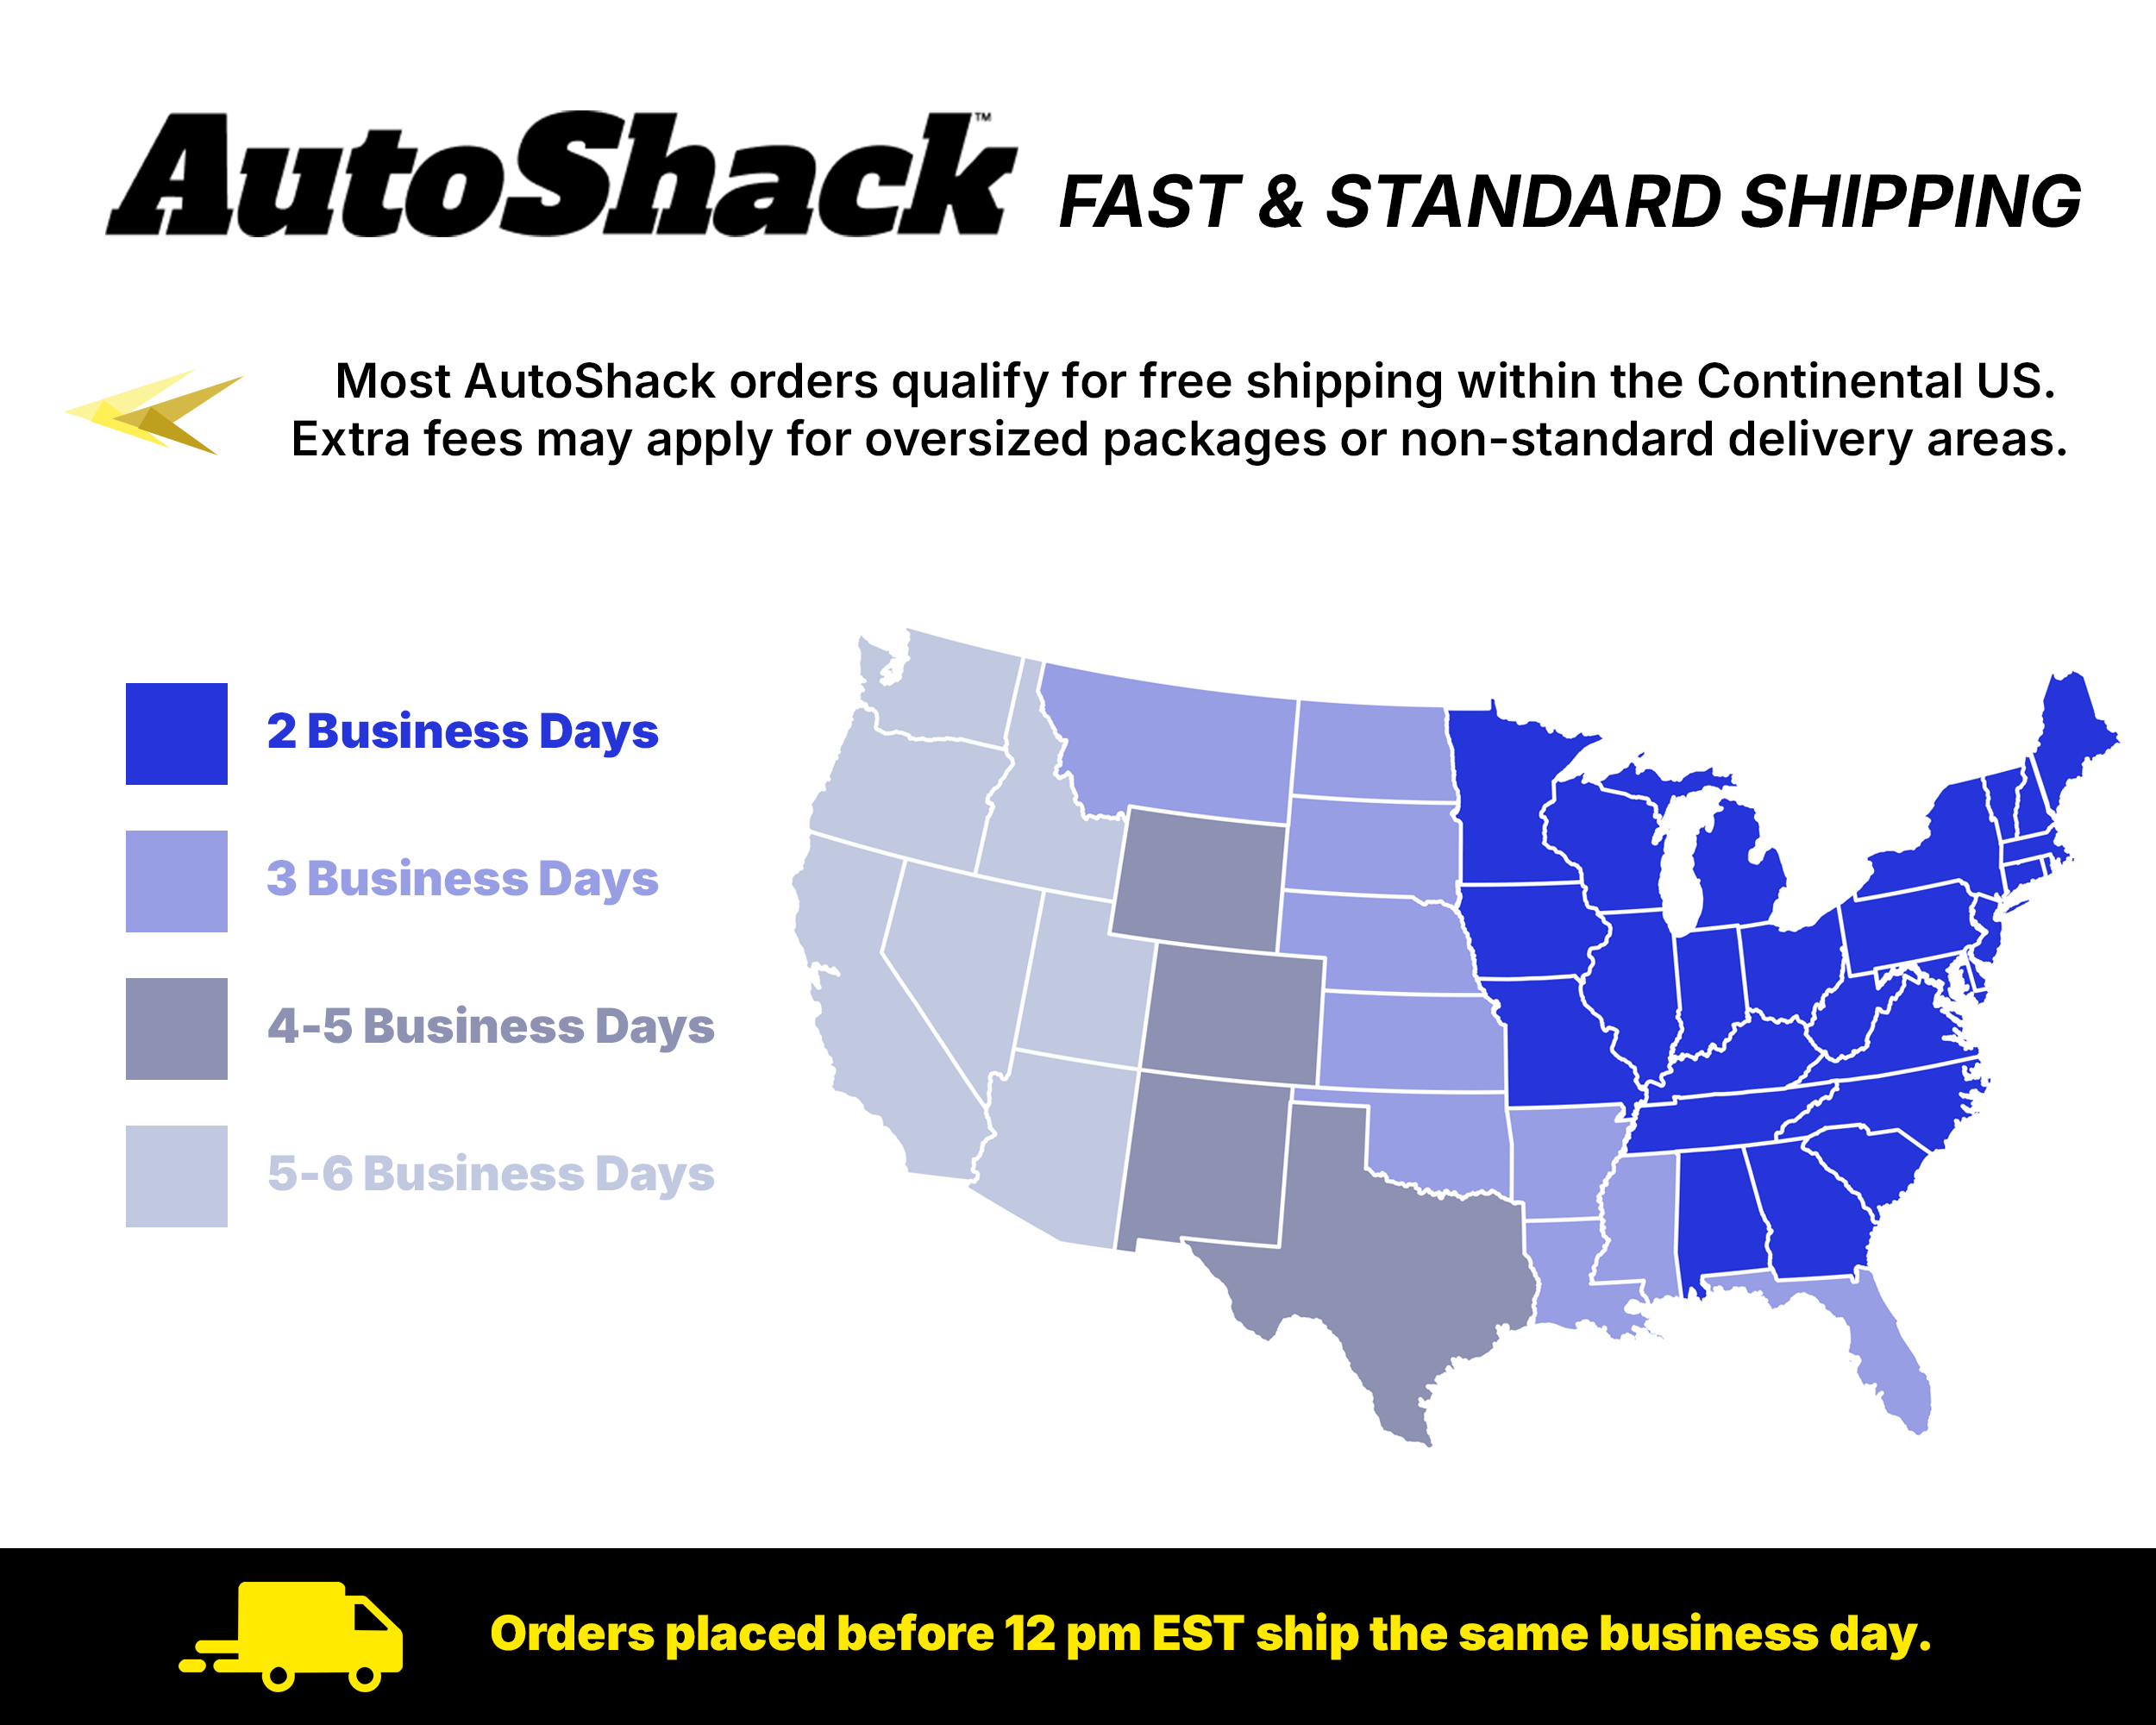 AutoShack™ FAST & STANDARD SHIPPING
Most AutoShack orders qualify for free shipping within the Continental US.
Extra fees may apply for oversized packages or non-standard delivery areas.
2 Business Days
3 Business Days
4-5 Business Days
5-6 Business Days
Orders placed before 12 pm EST ship the same business day.